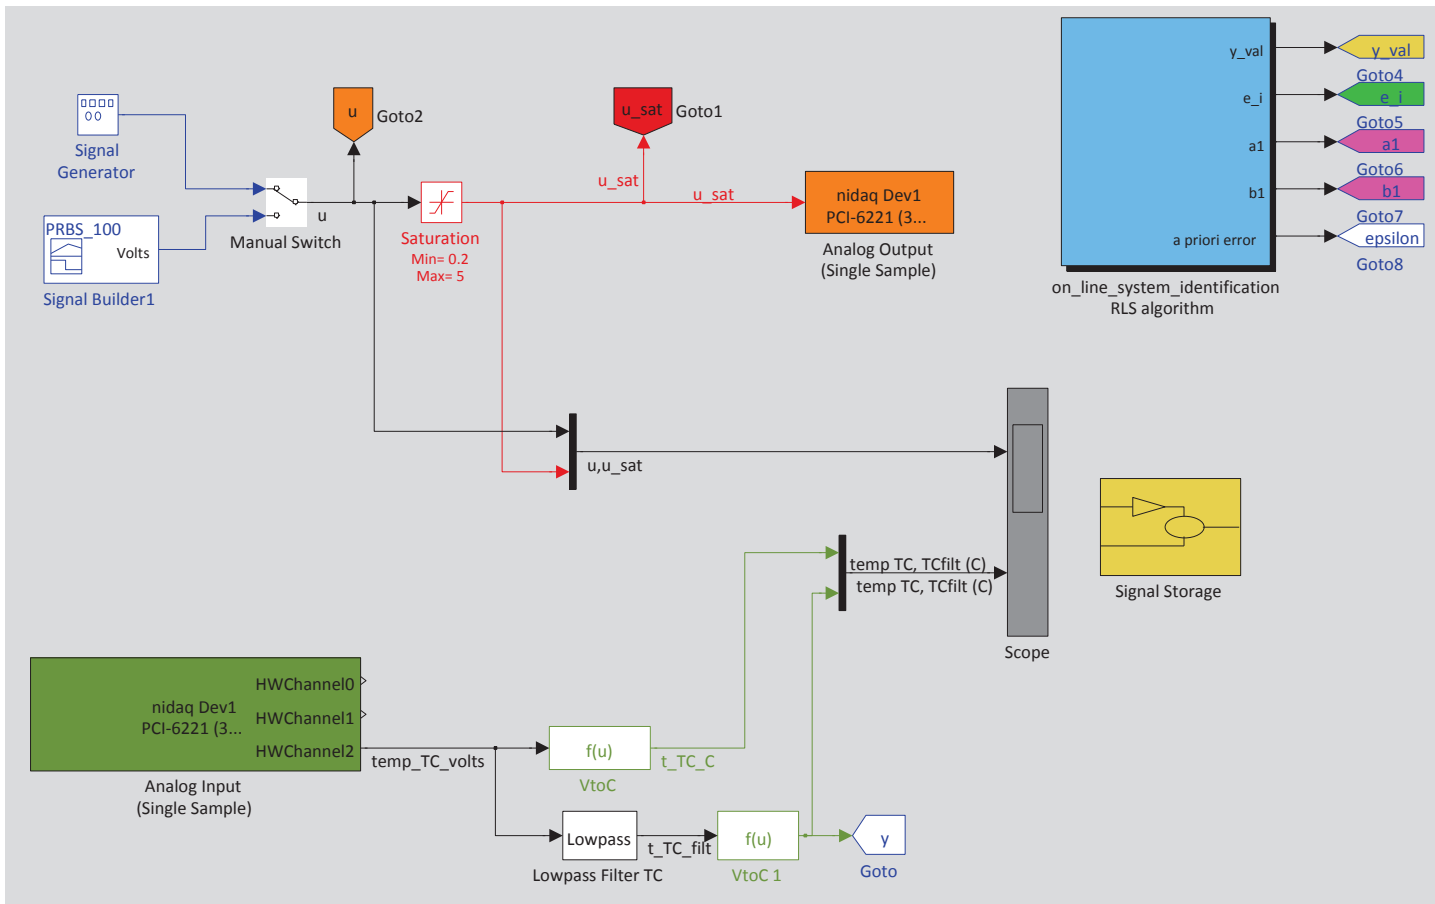 y_val
y_val
Goto4
e_i
e_i
Goto5
a1
a1
Goto6
b1
b1
Goto7
a priori error
epsilon
Goto8
on_line_system_identification
RLS algorithm
Signal
Generator
u
Goto2
u_sat
Goto1
u_sat
u_sat
nidaq Dev1
PCI-6221 (3...
Analog Output
(Single Sample)
PRBS_100
Volts
Signal Builder1
u
Manual Switch
Saturation
Min= 0.2
Max= 5
u,u_sat
temp TC, TCfilt (C)
temp TC, TCfilt (C)
Scope
Signal Storage
HWChannel0
nidaq Dev1
HWChannel1
PCI-6221 (3...
HWChannel2
Analog Input
(Single Sample)
temp_TC_volts
f(u)
VtoC
t_TC_C
Lowpass
Lowpass Filter TC
t_TC_filt
f(u)
VtoC 1
y
Goto